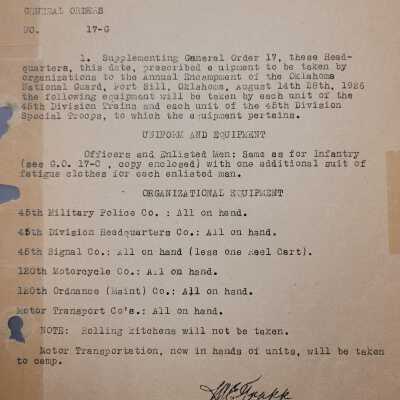 GENERAL ORDERS
NO. 17-G
1. Supplementing General Order 17, these Head-
quarters, this date, prescribed e uipment to be taken by
organizations to the Annual Encampment of the Oklahoma
National Guard, Fort Sill, Oklahoma, August 14th 28th, 1926
the following equipment will be taken by each unit of the
45th Division Trains and each unit of the 45th Division
Special Troops, to which the equipment pertains.
UNIFORM AND EQUIPMENT
Officers and Enlisted Men: Same as for Infantry
(see G.O. 17-C , copy enclosed) with one additional suit of
fatigue clothes for each enlisted man.
ORGANIZATIONAL EQUIPMENT
45th Military Police Co. : All on hand.
45th Division Headquarters Co.: All on hand.
45th Signal Co.: All on hand (less one Reel Cart).
120th Motorcycle Co.: All on hand.
120th Ordnance (Maint) Co.: All on hand.
Motor Transport Co's.: All on hand.
NOTE: Rolling kitchens will not be taken.
Motor Transportation, now in hands of units, will be taken
to camp.